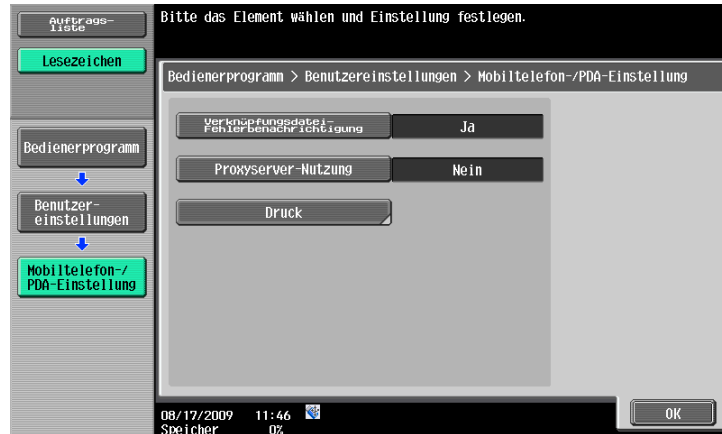 Auftrags-
liste
Bitte das Element wählen und Einstellung festlegen.
Lesezeichen
Bedienerprogramm > Benutzereinstellungen > Mobiltelefon-/PDA-Einstellung
Verknüpfungsdatei-
Fehlerbenachrichtigung
Ja
Bedienerprogramm
Proxyserver-Nutzung
Nein
Benutzer-
einstellungen
Druck
Mobiltelefon-/
PDA-Einstellung
08/17/2009 11:46
Speicher 0%
OK